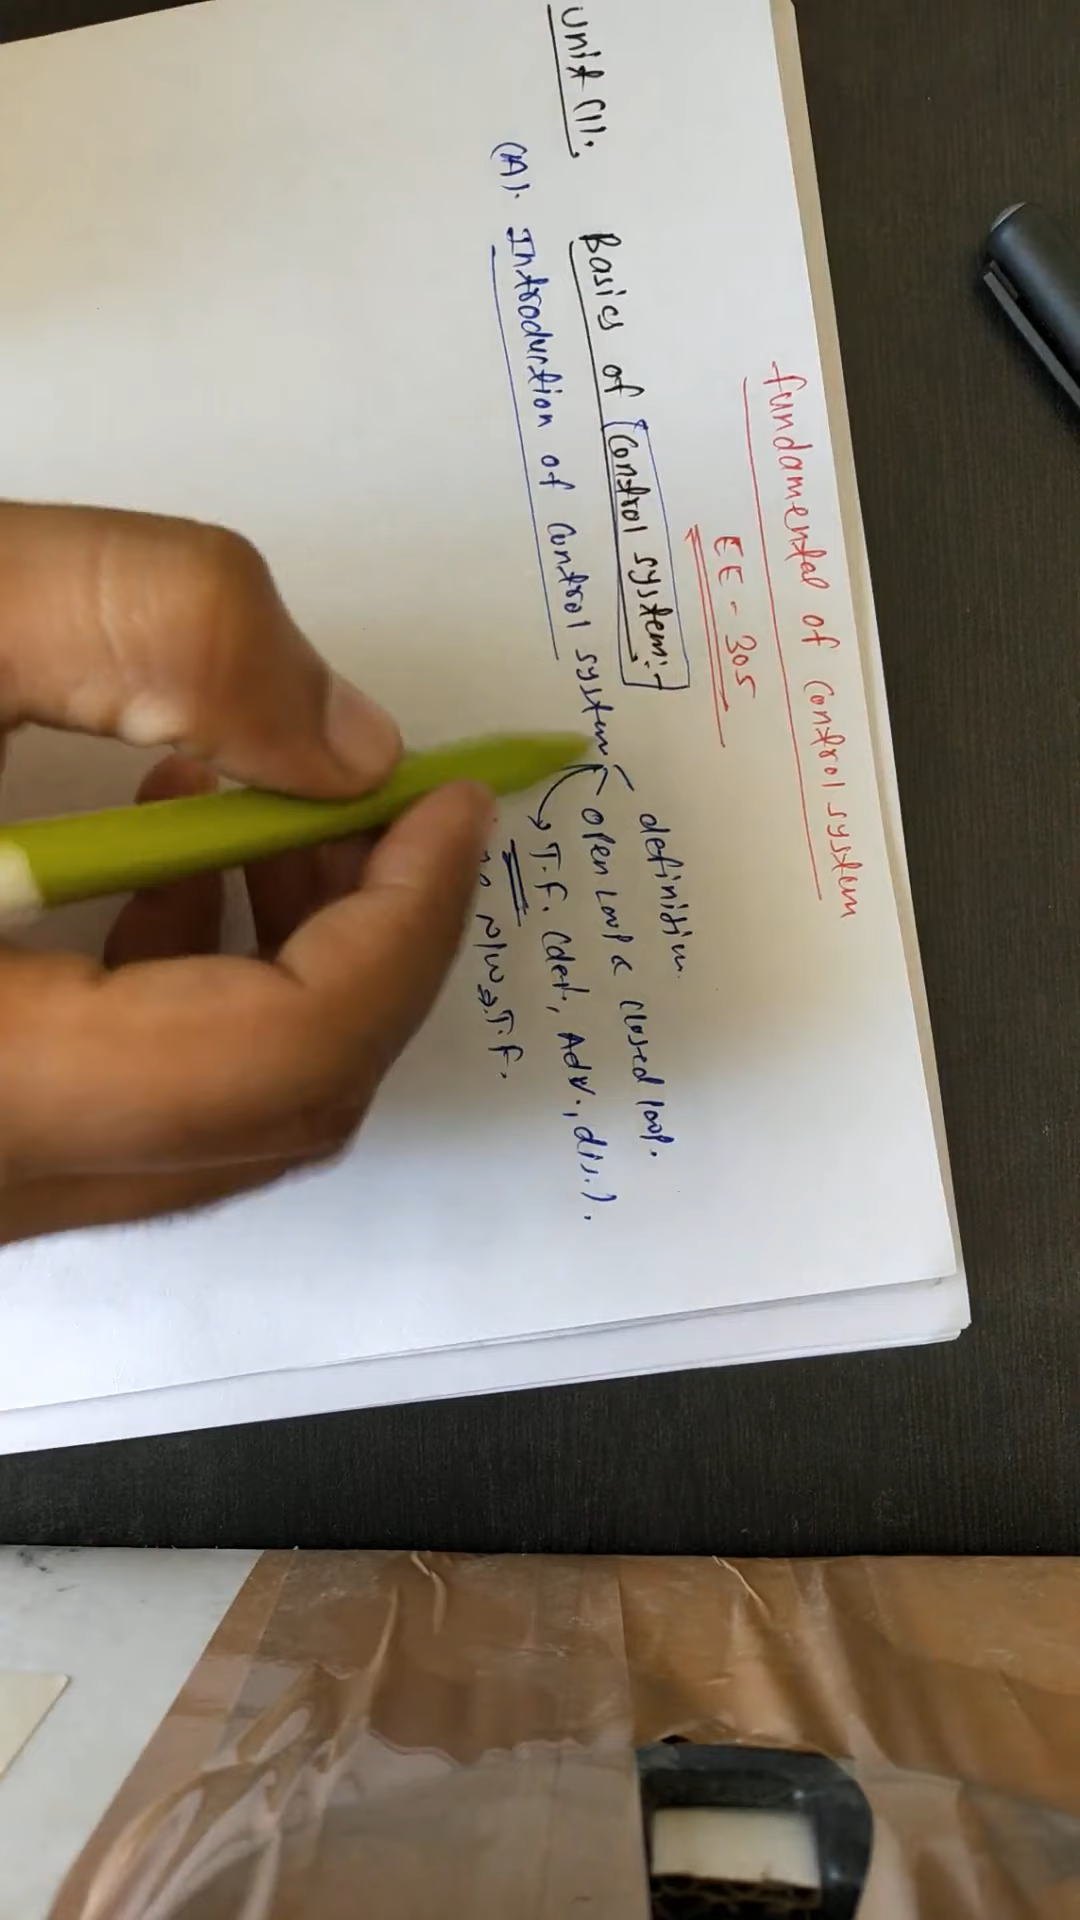 fundamental of control system
EE-305
Unit (1). Basics of control system:-
definition.
(A). Introduction of control system
open loop & closed loop.
T.F. (def., Adv., dis.).
N/W ⇒ T.F.